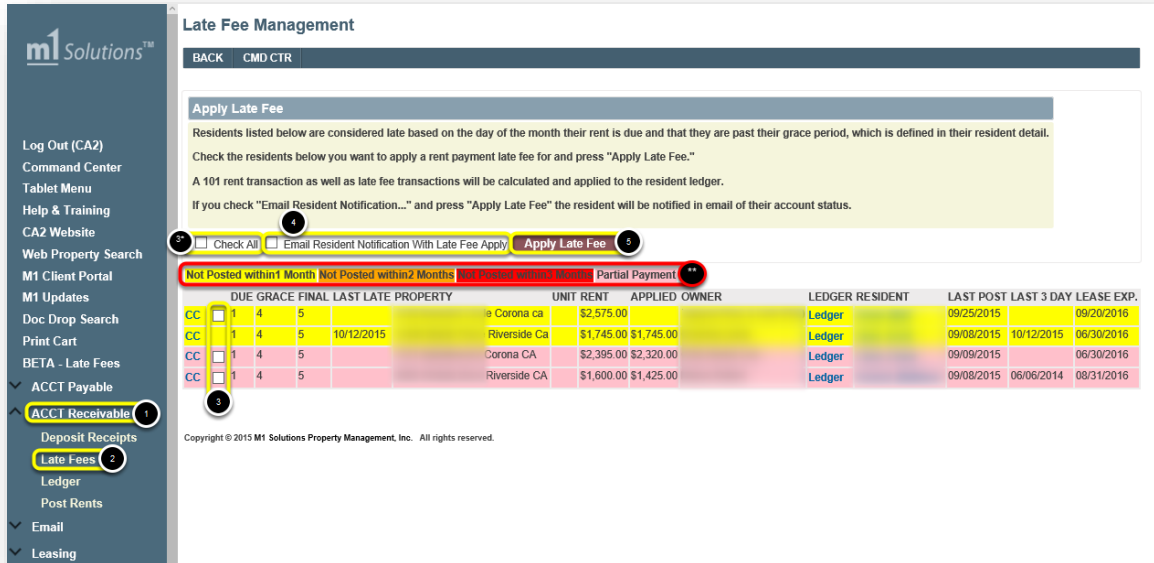 m1 Solutions™
Log Out (CA2)
Command Center
Tablet Menu
Help & Training
CA2 Website
Web Property Search
M1 Client Portal
M1 Updates
Doc Drop Search
Print Cart
BETA - Late Fees
ACCT Payable
ACCT Receivable 1
Deposit Receipts
Late Fees 2
Ledger
Post Rents
Email
Leasing
Late Fee Management
BACK CMD CTR
Apply Late Fee
Residents listed below are considered late based on the day of the month their rent is due and that they are past their grace period, which is defined in their resident detail.
Check the residents below you want to apply a rent payment late fee for and press "Apply Late Fee."
A 101 rent transaction as well as late fee transactions will be calculated and applied to the resident ledger.
If you check "Email Resident Notification..." and press "Apply Late Fee" the resident will be notified in email of their account status.
4
3* Check All Email Resident Notification With Late Fee Apply Apply Late Fee 5
Not Posted within1 Month Not Posted within2 Months Not Posted within3 Months Partial Payment **
DUE GRACE FINAL LAST LATE PROPERTY UNIT RENT APPLIED OWNER LEDGER RESIDENT LAST POST LAST 3 DAY LEASE EXP.
CC 1 4 5 e Corona ca $2,575.00 Ledger 09/25/2015 09/20/2016
CC 1 4 5 10/12/2015 Riverside Ca $1,745.00 $1,745.00 Ledger 09/08/2015 10/12/2015 06/30/2016
CC 1 4 5 Corona CA $2,395.00 $2,320.00 Ledger 09/09/2015 06/30/2016
CC 1 4 5 Riverside CA $1,600.00 $1,425.00 Ledger 09/08/2015 06/06/2014 08/31/2016
3
Copyright © 2015 M1 Solutions Property Management, Inc. All rights reserved.